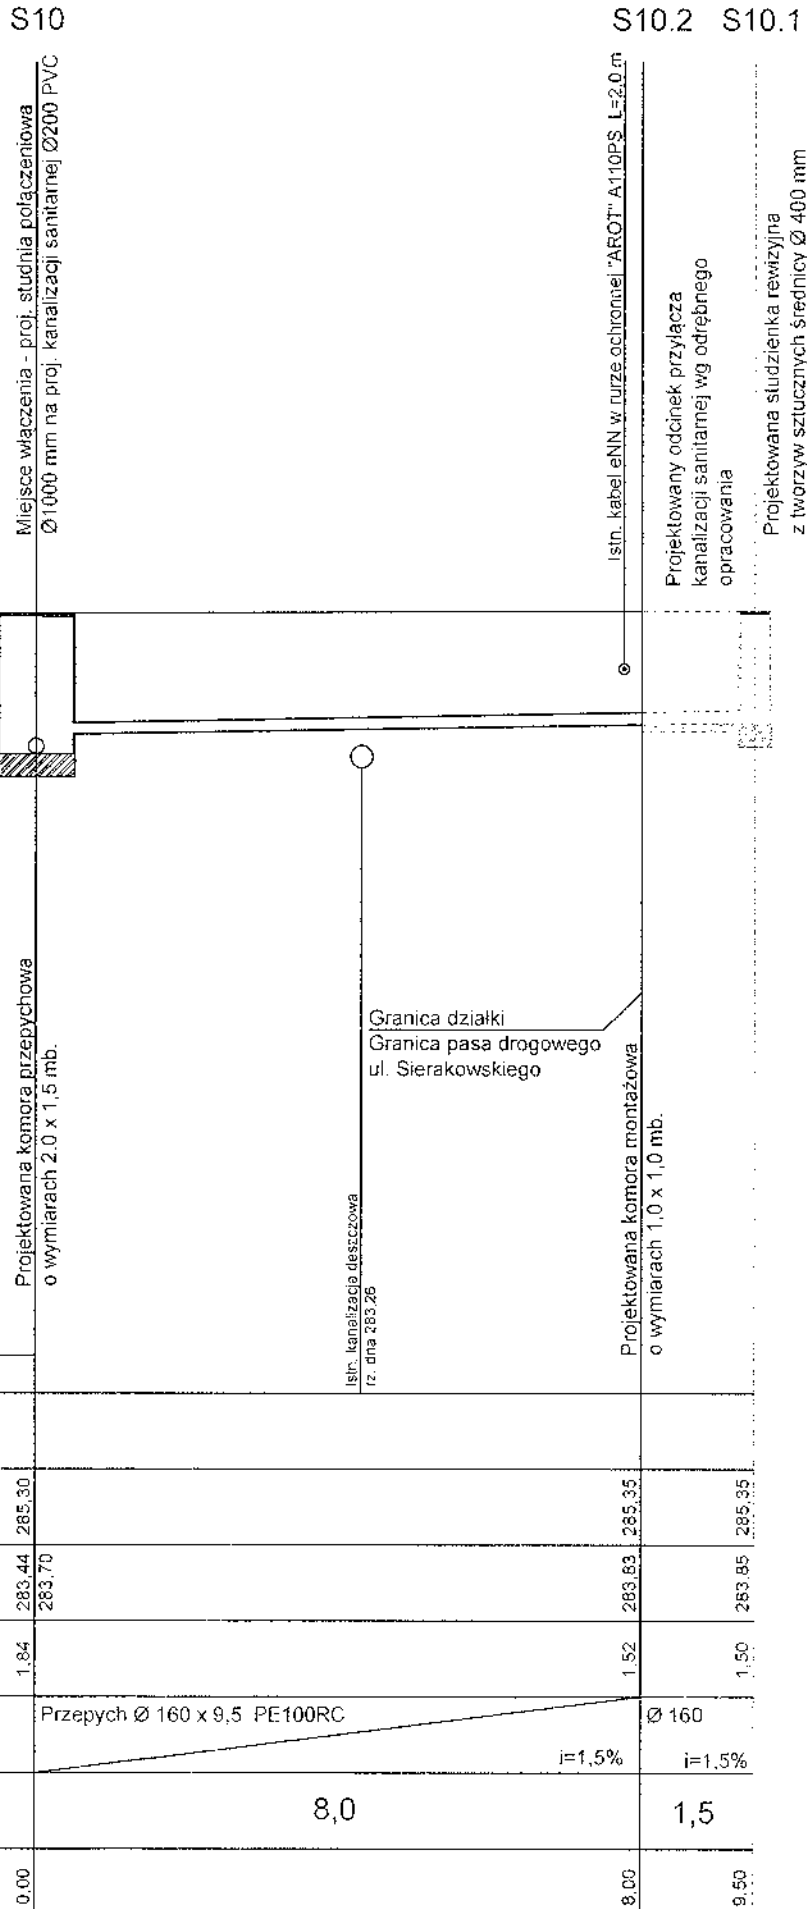 S10
S10.2
S10.1
Miejsce włączenia - proj. studnia połączeniowa
Ø1000 mm na proj. kanalizacji sanitarnej Ø200 PVC
Istn. kabel eNN w rurze ochronnej "AROT" A110PS L=2,0 m
Projektowany odcinek przyłącza
kanalizacji sanitarnej wg odrębnego
opracowania
Projektowana studzienka rewizyjna
z tworzyw sztucznych średnicy Ø 400 mm
Projektowana komora przepychowa
o wymiarach 2.0 x 1,5 mb.
Granica działki
Granica pasa drogowego
ul. Sierakowskiego
Istn. kanalizacja deszczowa
rz. dna 283,26
Projektowana komora montażowa
o wymiarach 1,0 x 1,0 mb.
285,30
285,35
285,35
283,44
283,70
283,83
283.85
1,84
1.52
1.50
Przepych Ø 160 x 9,5 PE100RC
Ø 160
i=1,5%
i=1,5%
8,0
1,5
0.00
8.00
9.50